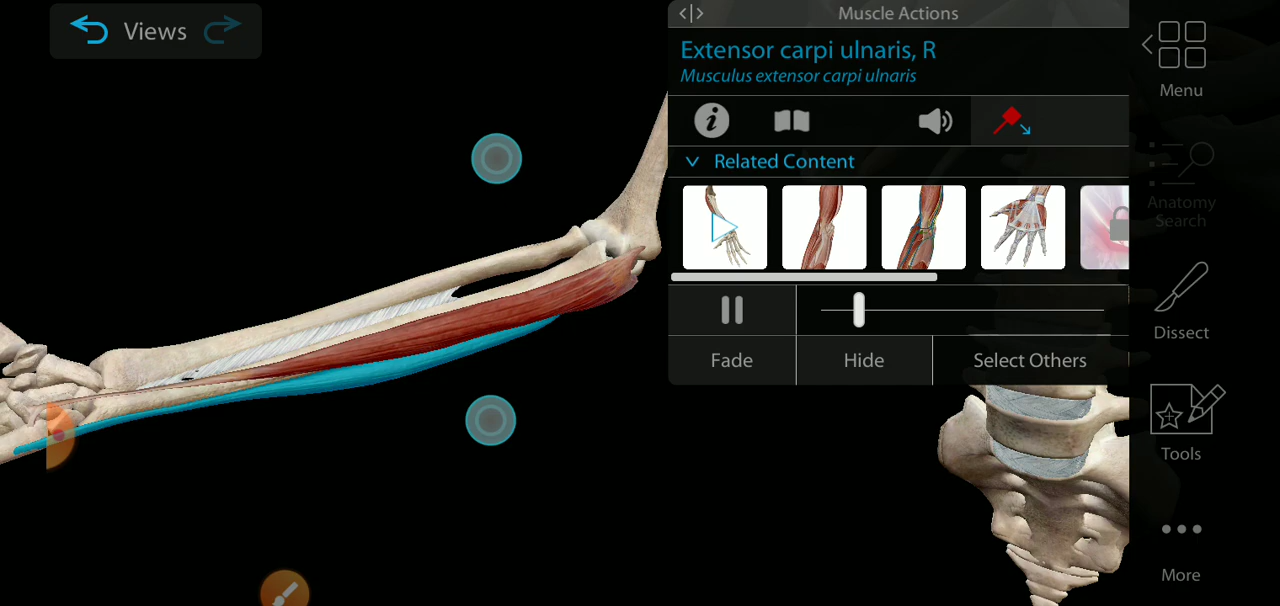 Views
Muscle Actions
Extensor carpi ulnaris, R
Musculus extensor carpi ulnaris
Related Content
Fade
Hide
Select Others
Menu
Anatomy
Search
Dissect
Tools
More